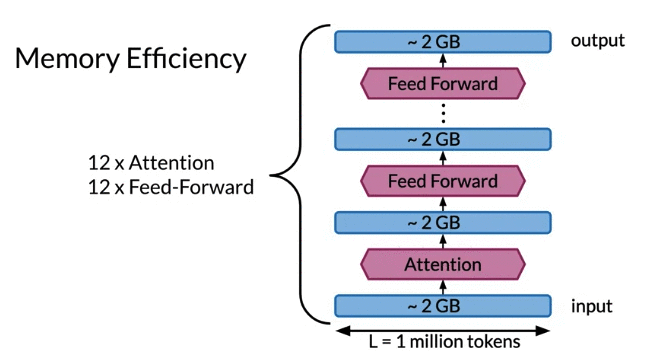 Memory Efficiency
12 x Attention
12 x Feed-Forward
~ 2 GB
output
Feed Forward
~ 2 GB
Feed Forward
~ 2 GB
Attention
~ 2 GB
input
L = 1 million tokens